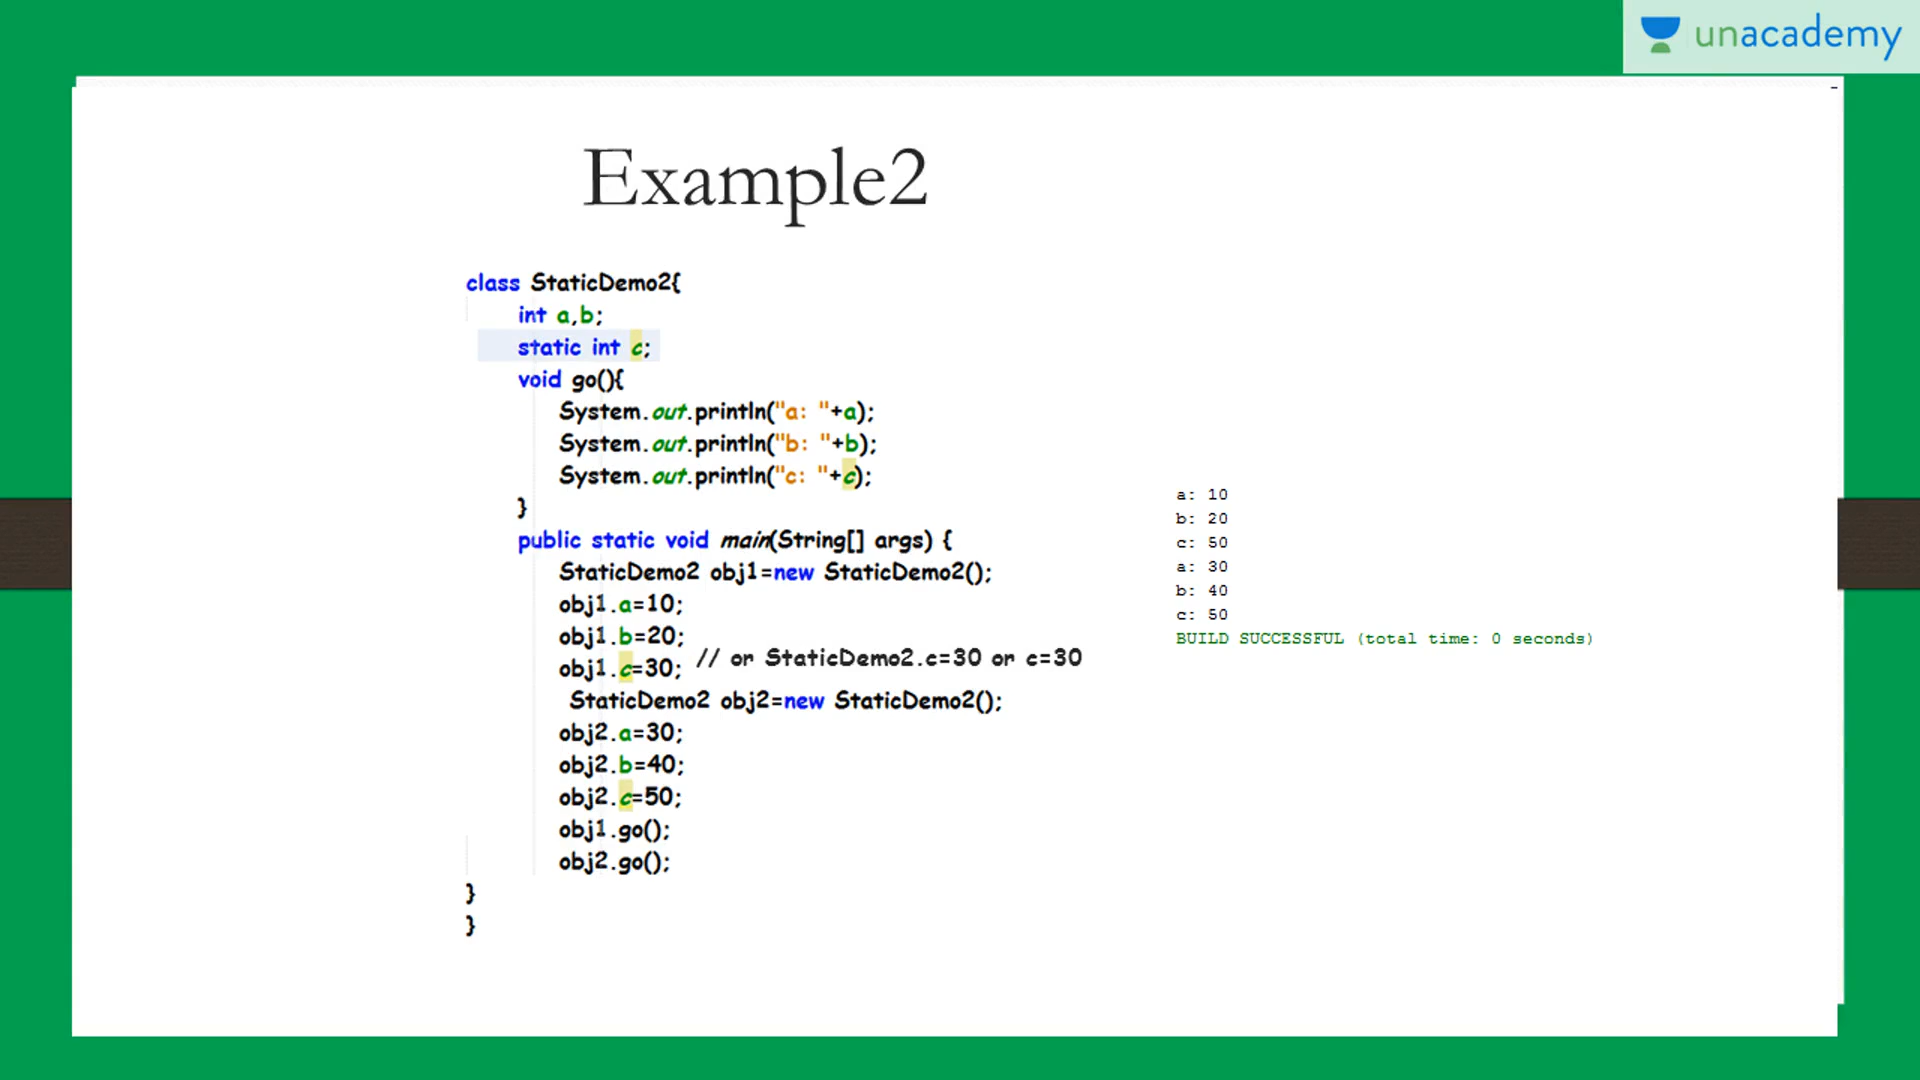 unacademy
Example2
class StaticDemo2{
int a,b;
static int c;
void go(){
System.out.println("a: "+a);
System.out.println("b: "+b);
System.out.println("c: "+c);
}
public static void main(String[] args) {
StaticDemo2 obj1=new StaticDemo2();
obj1.a=10;
obj1.b=20;
obj1.c=30; // or StaticDemo2.c=30 or c=30
StaticDemo2 obj2=new StaticDemo2();
obj2.a=30;
obj2.b=40;
obj2.c=50;
obj1.go();
obj2.go();
}
}
a: 10
b: 20
c: 50
a: 30
b: 40
c: 50
BUILD SUCCESSFUL (total time: 0 seconds)